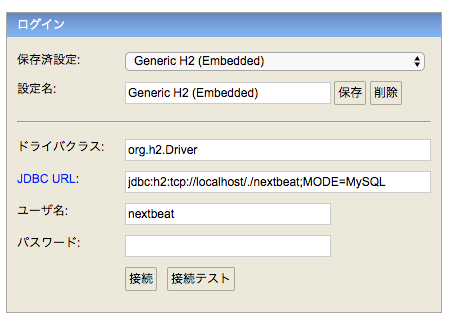 ログイン
保存済設定: Generic H2 (Embedded)
設定名: Generic H2 (Embedded) 保存 削除
ドライバクラス: org.h2.Driver
JDBC URL: jdbc:h2:tcp://localhost/./nextbeat;MODE=MySQL
ユーザ名: nextbeat
パスワード:
接続 接続テスト